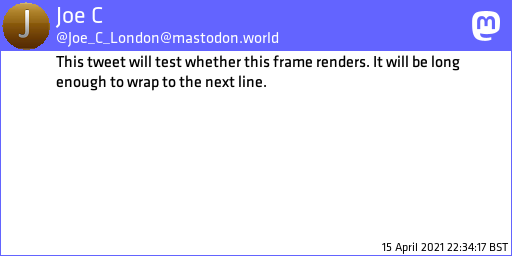 J
Joe C
@Joe_C_London@mastodon.world
m
This tweet will test whether this frame renders. It will be long
enough to wrap to the next line.
15 April 2021 22:34:17 BST